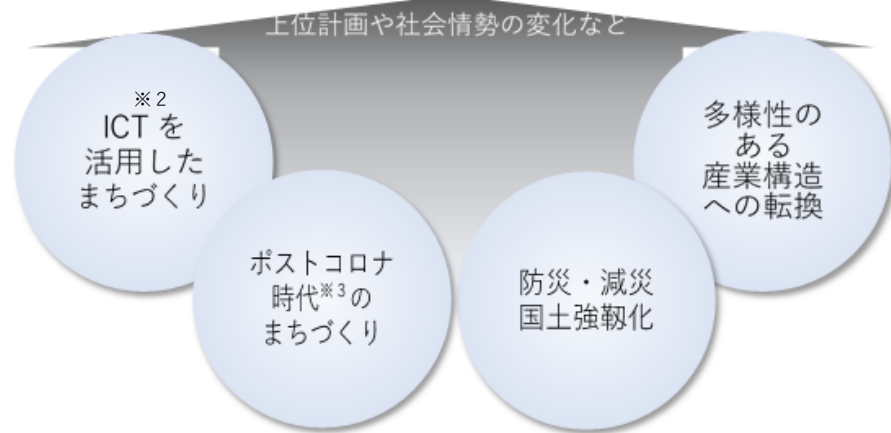 上位計画や社会情勢の変化など
※2
ICT を
活用した
まちづくり
ポストコロナ
時代※3の
まちづくり
防災・減災
国土強靱化
多様性の
ある
産業構造
への転換